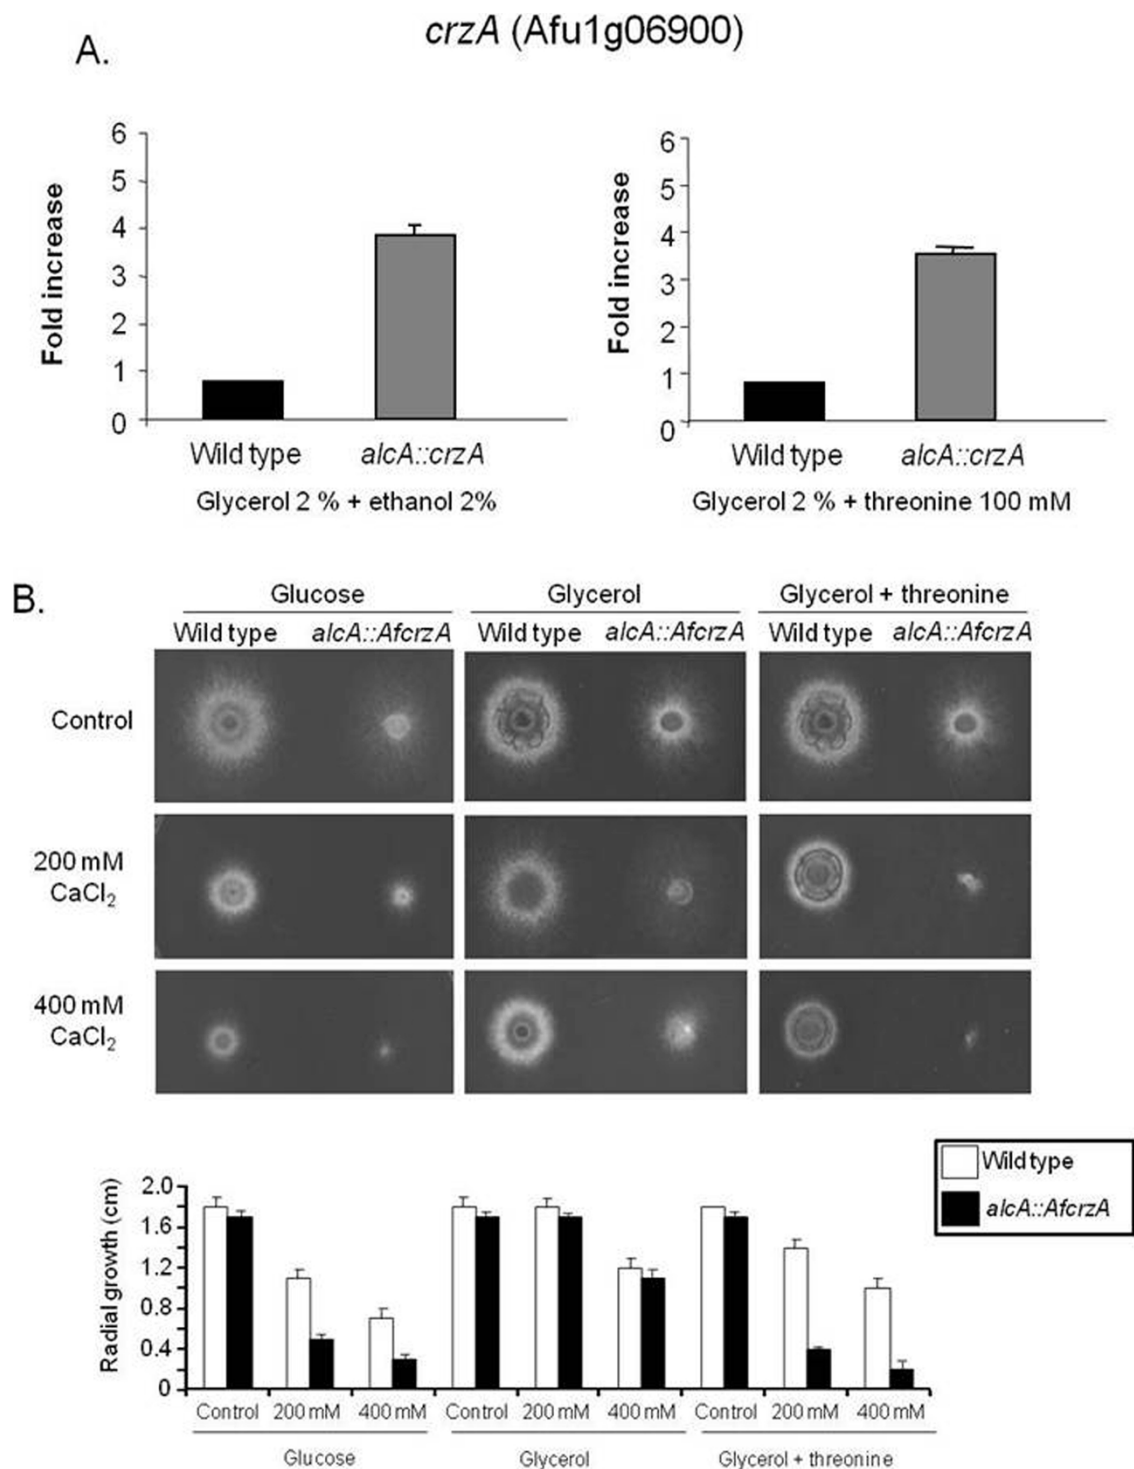 crzA (Afu1g06900)
A.
6
5
4
3
2
1
0
Fold increase
Wild type alcA::crzA
Glycerol 2 % + ethanol 2%
6
5
4
3
2
1
0
Fold increase
Wild type alcA::crzA
Glycerol 2 % + threonine 100 mM
B.
Glucose Glycerol Glycerol + threonine
Wild type alcA::AfcrzA Wild type alcA::AfcrzA Wild type alcA::AfcrzA
Control
200 mM
CaCl₂
400 mM
CaCl₂
Wild type
alcA::AfcrzA
Radial growth (cm)
2.0
1.6
1.2
0.8
0.4
0
Control 200 mM 400 mM Control 200 mM 400 mM Control 200 mM 400 mM
Glucose Glycerol Glycerol + threonine